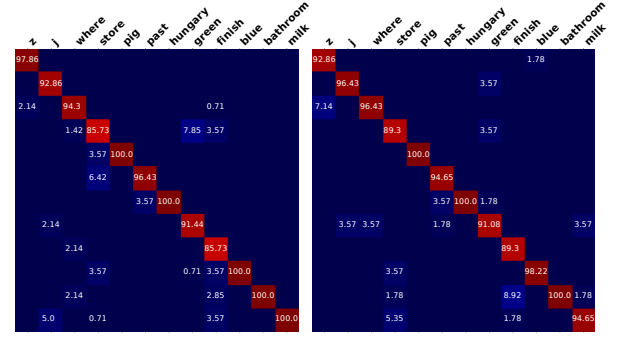 z j where store pig past hungary green finish blue bathroom milk
97.86
92.86
2.14 94.3 0.71
1.42 85.73 7.85 3.57
3.57 100.0
6.42 96.43
3.57 100.0
2.14 91.44
2.14 85.73
3.57 0.71 3.57 100.0
2.14 2.85 100.0
5.0 0.71 3.57 100.0
z j where store pig past hungary green finish blue bathroom milk
92.86 1.78
96.43 3.57
7.14 96.43
89.3 3.57
100.0
94.65
3.57 100.0 1.78
3.57 3.57 1.78 91.08 3.57
89.3
3.57 98.22
1.78 8.92 100.0 1.78
5.35 1.78 94.65